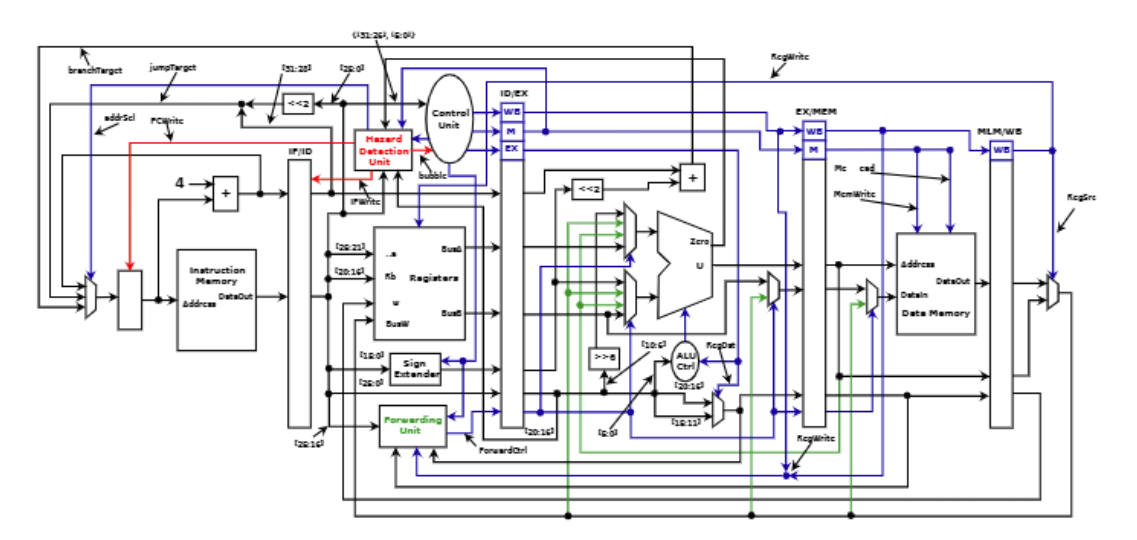 [31:26], [5:0]
RegWrite
branchTarget
jumpTarget
[31:28]
[25:0]
addrSel
PCWrite
<<2
Control
Unit
ID/EX
WB
M
EX
EX/MEM
WB
M
MEM/WB
WB
Hazard
Detection
Unit
bubble
IFWrite
IF/ID
4
+
<<2
+
MemWrite
RegSrc
Instruction
Memory
Address
DataOut
[25:21]
[20:16]
Rb
Registers
BusA
BusB
BusW
Zero
U
Address
DataOut
DataIn
Data Memory
[15:0]
[25:0]
Sign
Extender
>>6
[10:6]
ALU
Ctrl
RegDst
[20:16]
[15:11]
[5:0]
[20:16]
Forwarding
Unit
ForwardCtrl
[25:16]
RegWrite